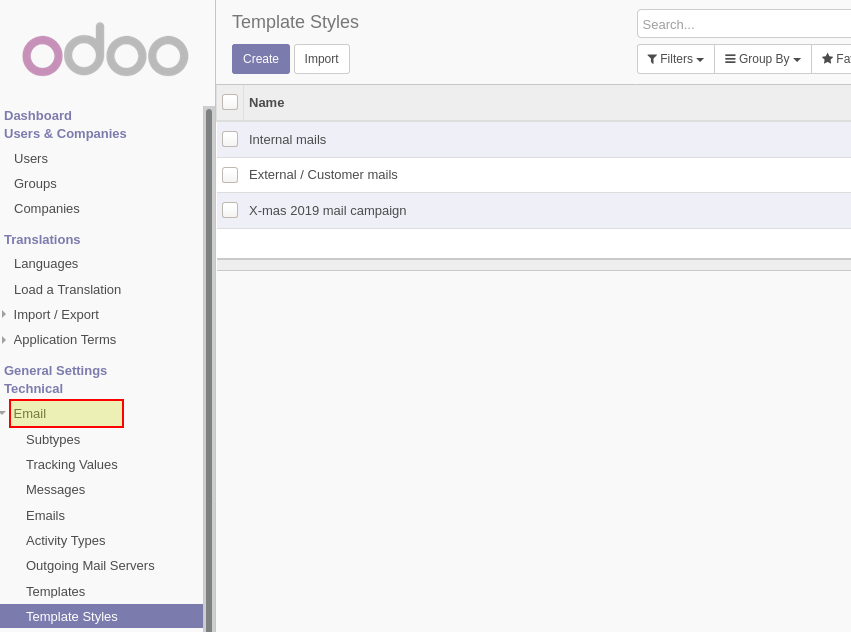 odoo
Dashboard
Users & Companies
Users
Groups
Companies
Translations
Languages
Load a Translation
Import / Export
Application Terms
General Settings
Technical
Email
Subtypes
Tracking Values
Messages
Emails
Activity Types
Outgoing Mail Servers
Templates
Template Styles
Template Styles
Search...
Create Import
Filters Group By Fa
Name
Internal mails
External / Customer mails
X-mas 2019 mail campaign